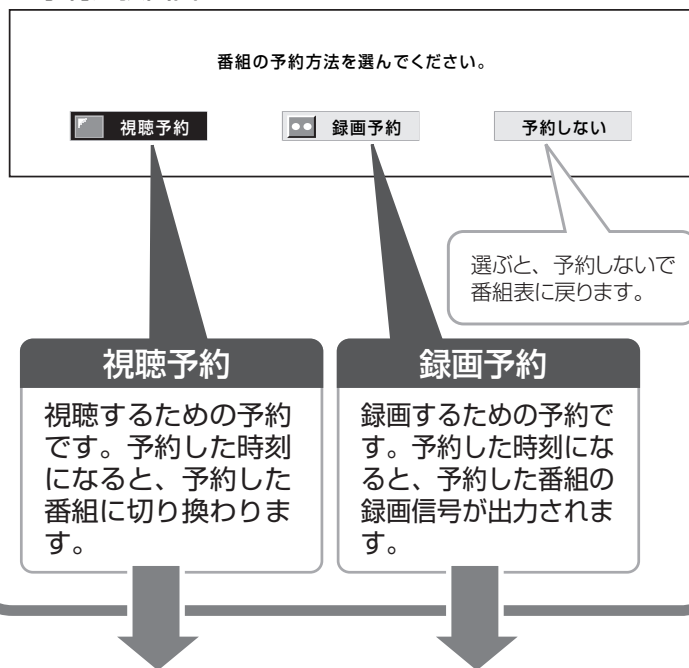 番組の予約方法を選んでください。
視聴予約
録画予約
予約しない
選ぶと、予約しないで
番組表に戻ります。
視聴予約
視聴するための予約
です。予約した時刻
になると、予約した
番組に切り換わりま
す。
録画予約
録画するための予約で
す。予約した時刻にな
ると、予約した番組の
録画信号が出力されま
す。